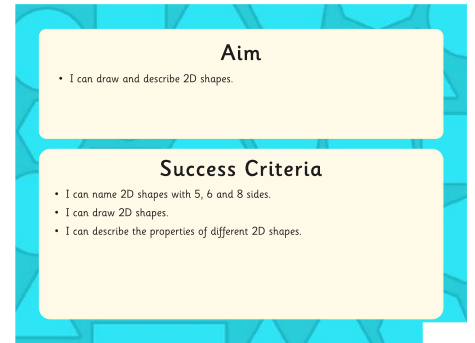 Aim
• I can draw and describe 2D shapes.
Success Criteria
• I can name 2D shapes with 5, 6 and 8 sides.
• I can draw 2D shapes.
• I can describe the properties of different 2D shapes.